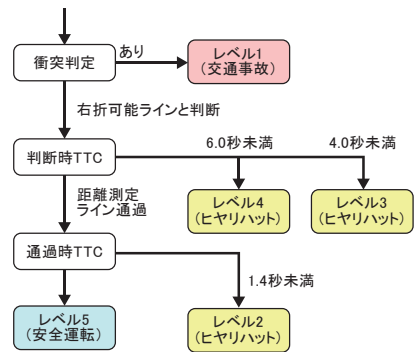 あり
衝突判定
レベル1
(交通事故)
右折可能ラインと判断
6.0秒未満
4.0秒未満
判断時TTC
距離測定
ライン通過
レベル4
(ヒヤリハット)
レベル3
(ヒヤリハット)
通過時TTC
1.4秒未満
レベル5
(安全運転)
レベル2
(ヒヤリハット)